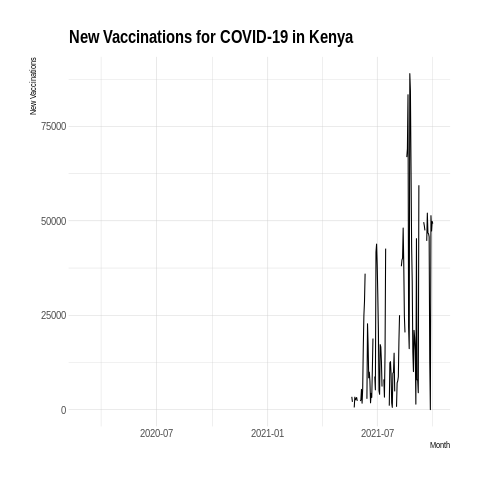 New Vaccinations for COVID-19 in Kenya
New Vaccinations
75000
50000
25000
0
2020-07
2021-01
2021-07
Month